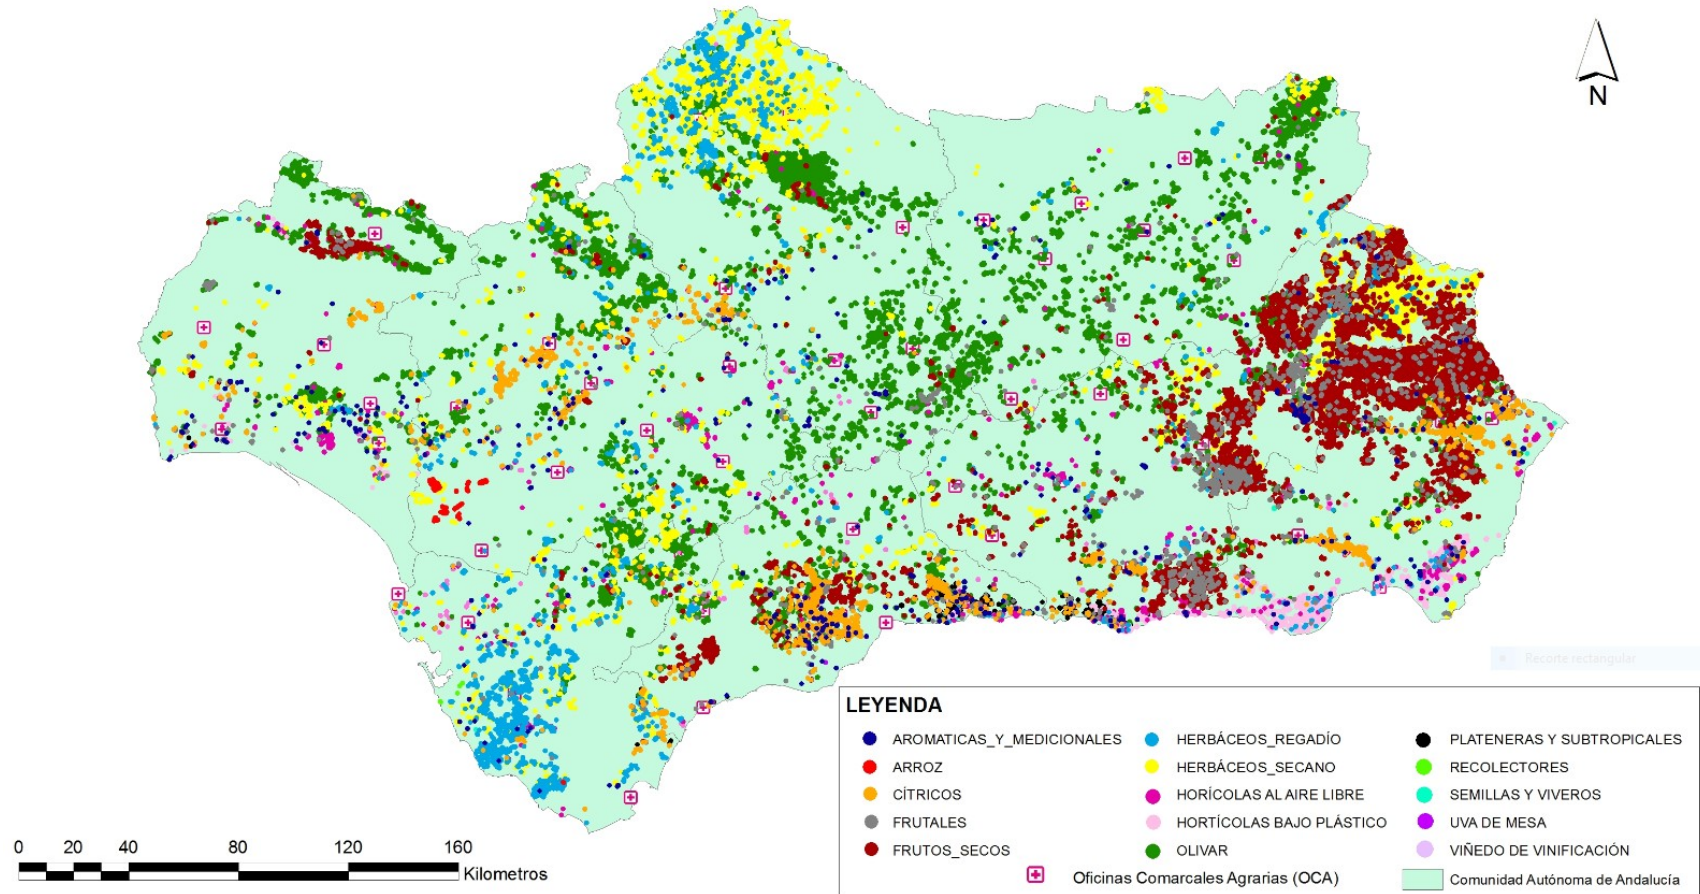 N
Recorte rectangular
LEYENDA
AROMATICAS_Y_MEDICIONALES
HERBÁCEOS_REGADÍO
PLATENERAS Y SUBTROPICALES
ARROZ
HERBÁCEOS_SECANO
RECOLECTORES
CÍTRICOS
HORÍCOLAS AL AIRE LIBRE
SEMILLAS Y VIVEROS
FRUTALES
HORTÍCOLAS BAJO PLÁSTICO
UVA DE MESA
FRUTOS_SECOS
OLIVAR
VIÑEDO DE VINIFICACIÓN
Oficinas Comarcales Agrarias (OCA)
Comunidad Autónoma de Andalucía
0 20 40 80 120 160
Kilometros